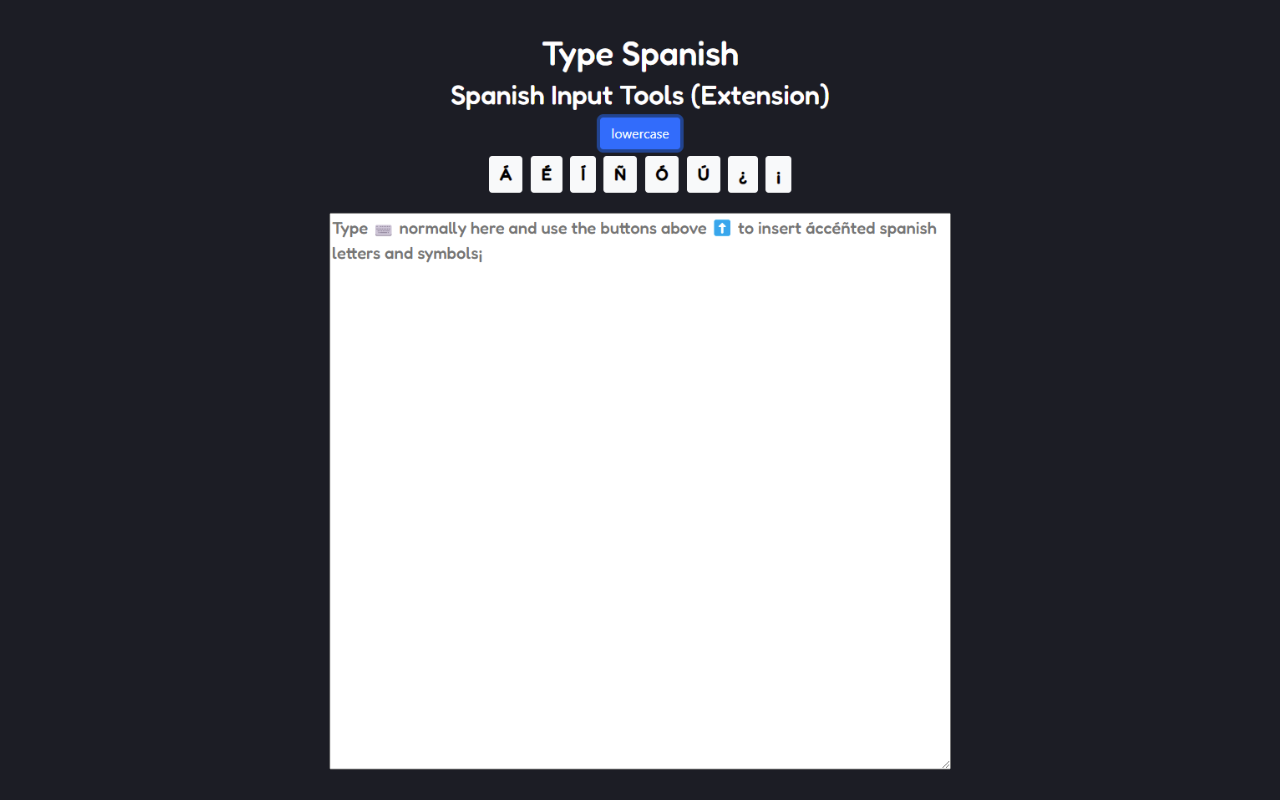 Type Spanish
Spanish Input Tools (Extension)
lowercase
Á É Í Ñ Ó Ú ¿ ¡
Type ⌨️ normally here and use the buttons above ⬆️ to insert áccéñted spanish
letters and symbols¡